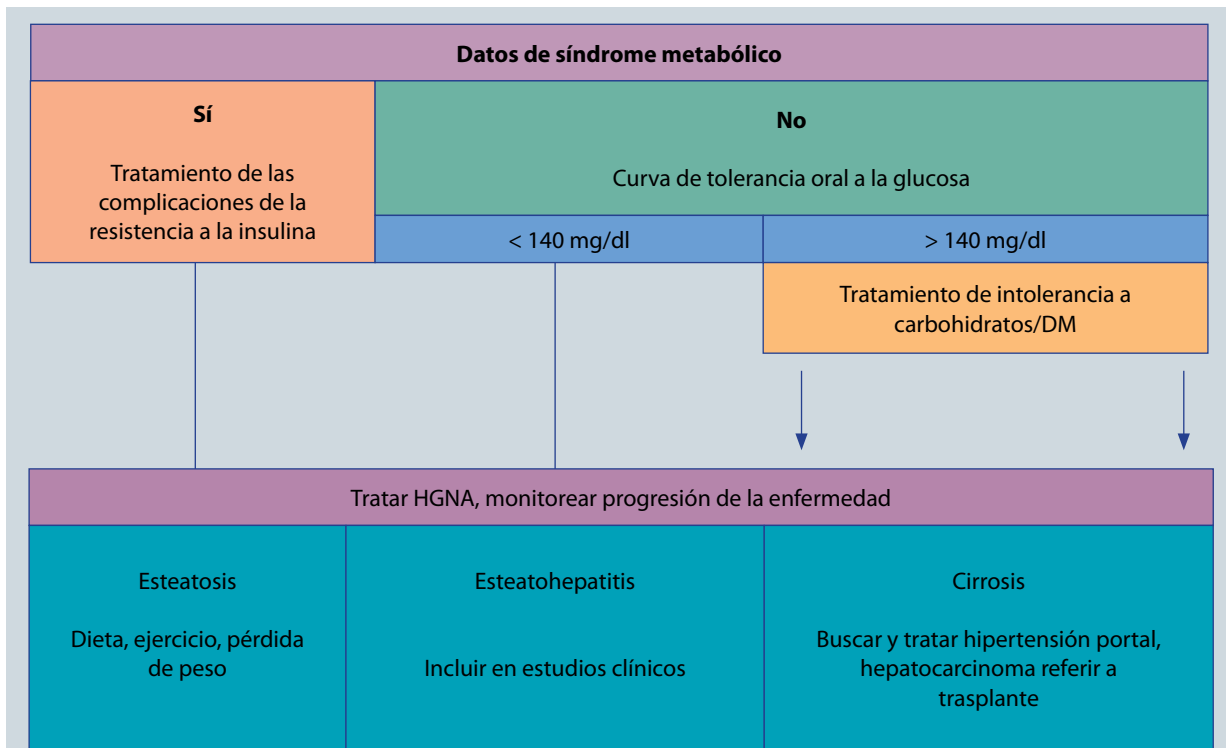 Datos de síndrome metabólico
Sí
Tratamiento de las
complicaciones de la
resistencia a la insulina
No
Curva de tolerancia oral a la glucosa
< 140 mg/dl
> 140 mg/dl
Tratamiento de intolerancia a
carbohidratos/DM
Tratar HGNA, monitorear progresión de la enfermedad
Esteatosis
Dieta, ejercicio, pérdida
de peso
Esteatohepatitis
Incluir en estudios clínicos
Cirrosis
Buscar y tratar hipertensión portal,
hepatocarcinoma referir a
trasplante